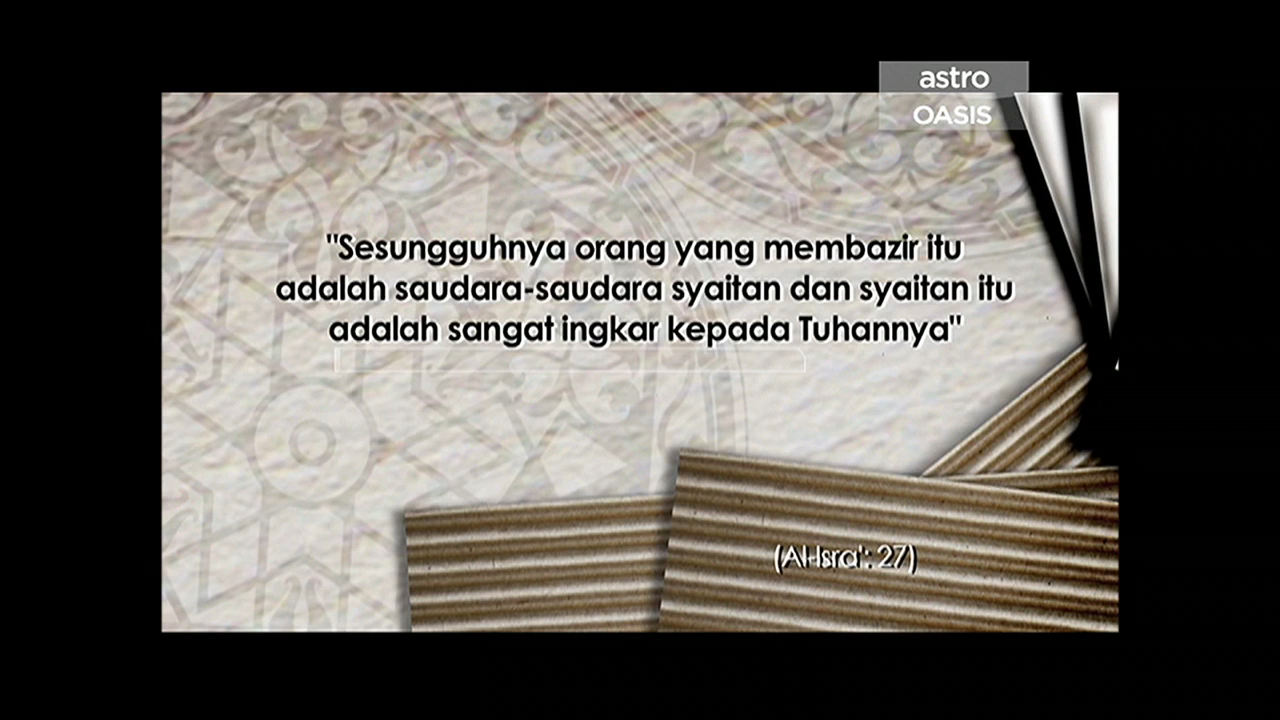 astro
OASIS
"Sesungguhnya orang yang membazir itu
adalah saudara-saudara syaitan dan syaitan itu
adalah sangat ingkar kepada Tuhannya"
(Al-Isra': 27)